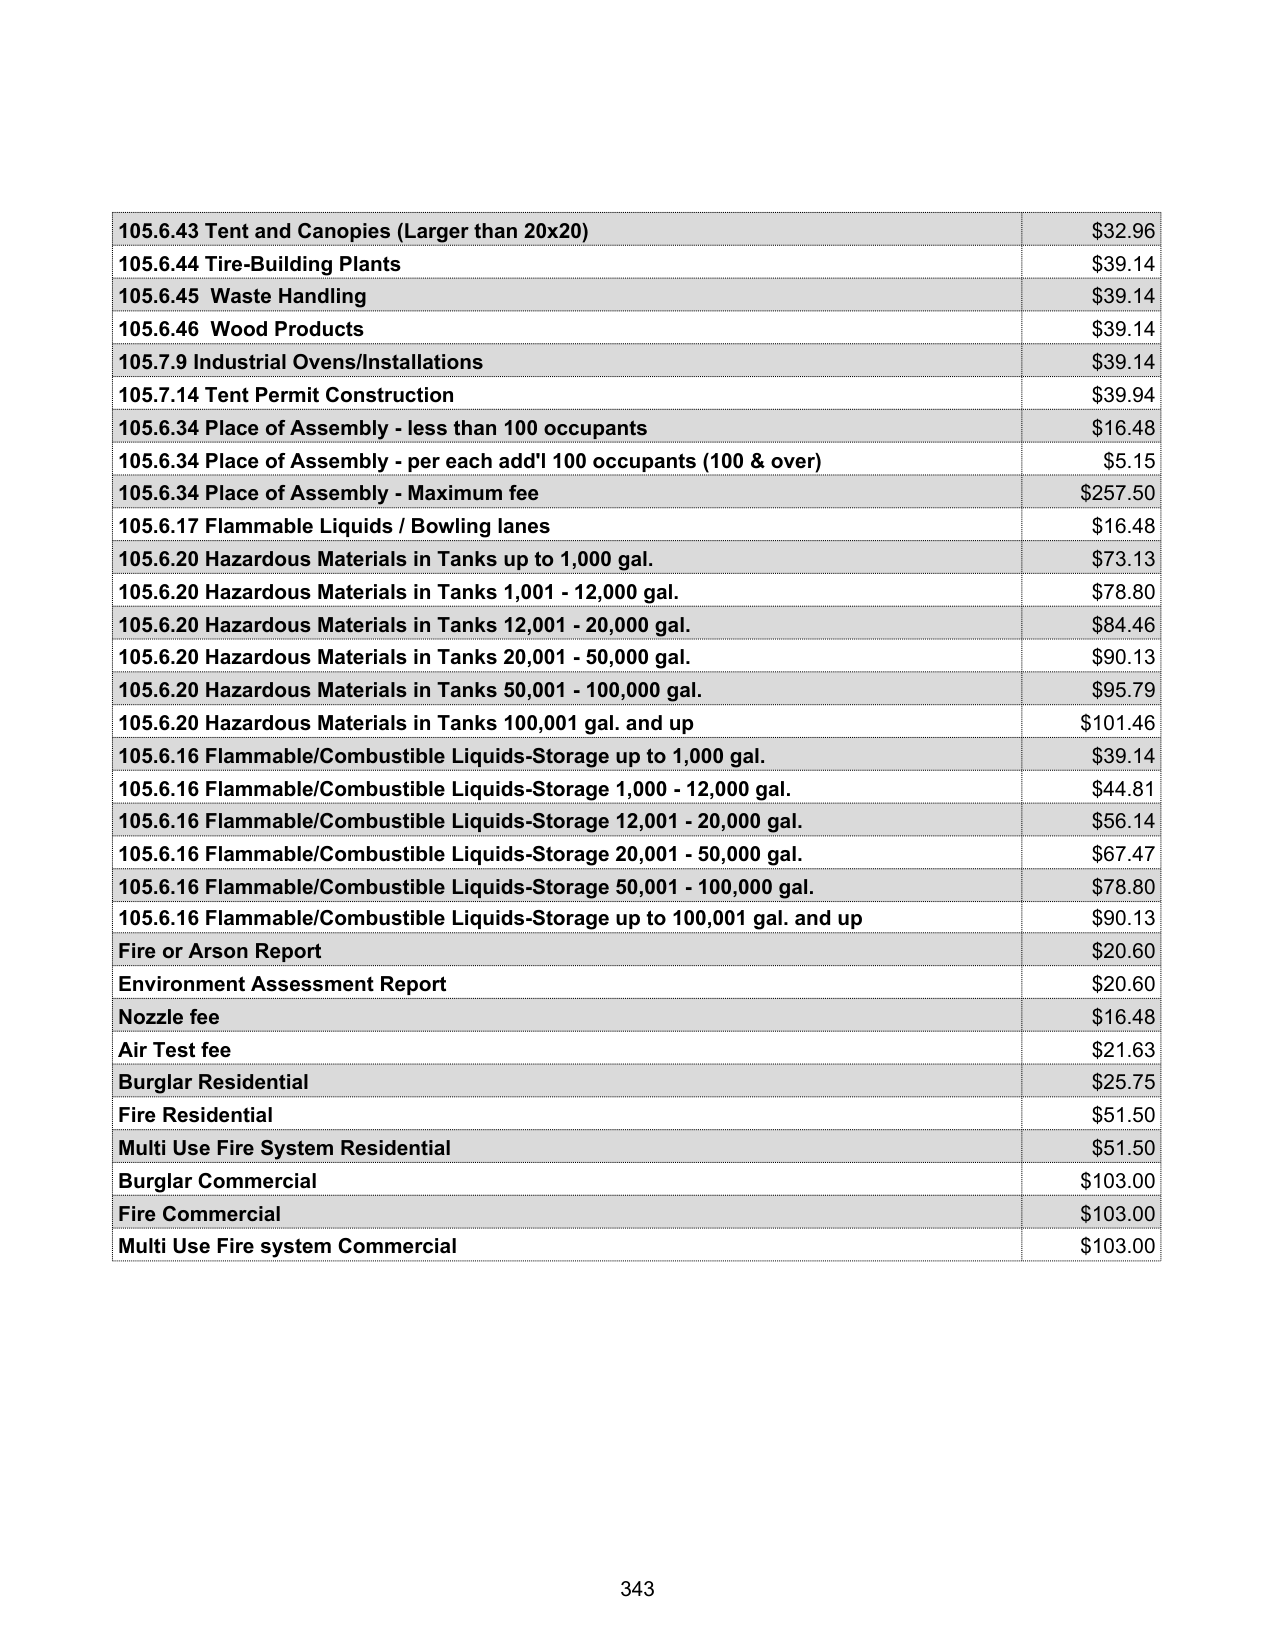 105.6.43 Tent and Canopies (Larger than 20x20) $32.96
105.6.44 Tire-Building Plants $39.14
105.6.45  Waste Handling $39.14
105.6.46  Wood Products $39.14
105.7.9 Industrial Ovens/Installations $39.14
105.7.14 Tent Permit Construction $39.94
105.6.34 Place of Assembly - less than 100 occupants $16.48
105.6.34 Place of Assembly - per each add'l 100 occupants (100 & over) $5.15
105.6.34 Place of Assembly - Maximum fee $257.50
105.6.17 Flammable Liquids / Bowling lanes $16.48
105.6.20 Hazardous Materials in Tanks up to 1,000 gal. $73.13
105.6.20 Hazardous Materials in Tanks 1,001 - 12,000 gal. $78.80
105.6.20 Hazardous Materials in Tanks 12,001 - 20,000 gal. $84.46
105.6.20 Hazardous Materials in Tanks 20,001 - 50,000 gal. $90.13
105.6.20 Hazardous Materials in Tanks 50,001 - 100,000 gal. $95.79
105.6.20 Hazardous Materials in Tanks 100,001 gal. and up $101.46
105.6.16 Flammable/Combustible Liquids-Storage up to 1,000 gal. $39.14
105.6.16 Flammable/Combustible Liquids-Storage 1,000 - 12,000 gal. $44.81
105.6.16 Flammable/Combustible Liquids-Storage 12,001 - 20,000 gal. $56.14
105.6.16 Flammable/Combustible Liquids-Storage 20,001 - 50,000 gal. $67.47
105.6.16 Flammable/Combustible Liquids-Storage 50,001 - 100,000 gal. $78.80
105.6.16 Flammable/Combustible Liquids-Storage up to 100,001 gal. and up $90.13
Fire or Arson Report $20.60
Environment Assessment Report $20.60
Nozzle fee $16.48
Air Test fee $21.63
Burglar Residential $25.75
Fire Residential $51.50
Multi Use Fire System Residential $51.50
Burglar Commercial $103.00
Fire Commercial $103.00
Multi Use Fire system Commercial $103.00
343